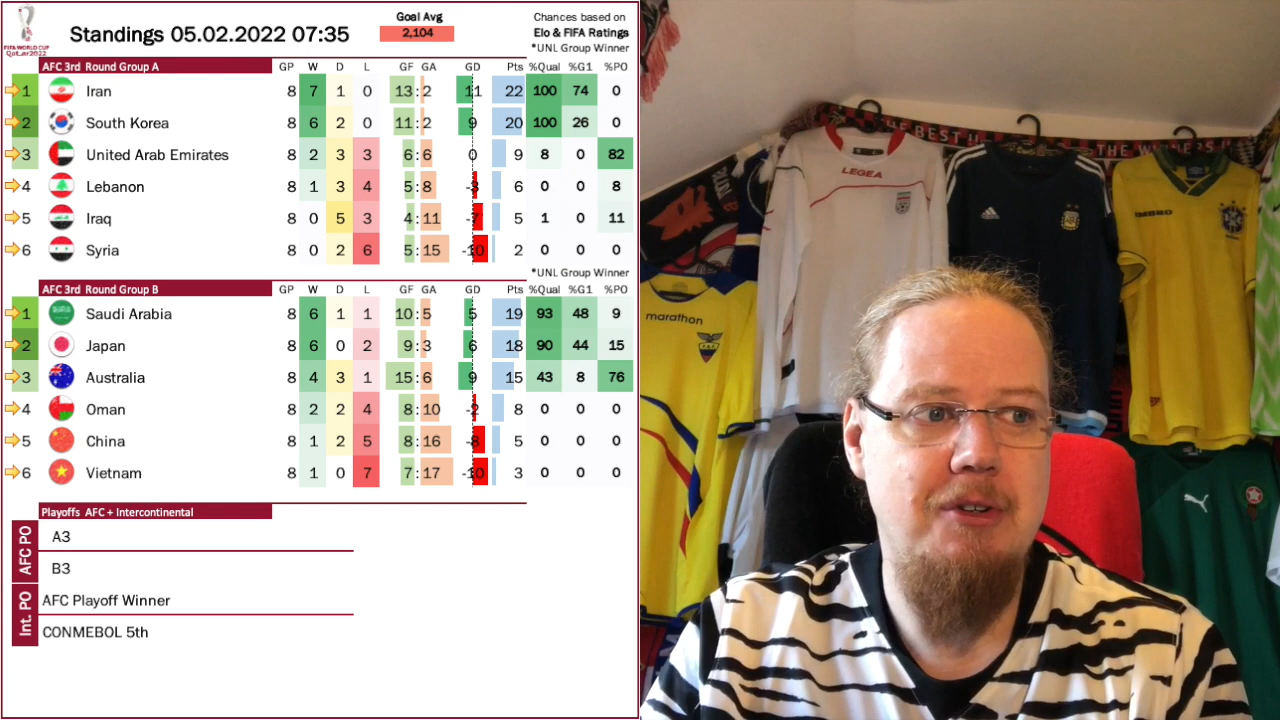 FIFA WORLD CUP
Qatar2022
Standings 05.02.2022 07:35
Goal Avg
2,104
Chances based on
Elo & FIFA Ratings
*UNL Group Winner
AFC 3rd Round Group A GP W D L GF GA GD Pts %Qual %G1 %PO
1 Iran 8 7 1 0 13:2 11 22 100 74 0
2 South Korea 8 6 2 0 11:2 9 20 100 26 0
3 United Arab Emirates 8 2 3 3 6:6 0 9 8 0 82
4 Lebanon 8 1 3 4 5:8 -3 6 0 0 8
5 Iraq 8 0 5 3 4:11 -7 5 1 0 11
6 Syria 8 0 2 6 5:15 -10 2 0 0 0
*UNL Group Winner
AFC 3rd Round Group B GP W D L GF GA GD Pts %Qual %G1 %PO
1 Saudi Arabia 8 6 1 1 10:5 5 19 93 48 9
2 Japan 8 6 0 2 9:3 6 18 90 44 15
3 Australia 8 4 3 1 15:6 9 15 43 8 76
4 Oman 8 2 2 4 8:10 -2 8 0 0 0
5 China 8 1 2 5 8:16 -8 5 0 0 0
6 Vietnam 8 1 0 7 7:17 -10 3 0 0 0
Playoffs AFC + Intercontinental
AFC PO
A3
B3
Int. PO
AFC Playoff Winner
CONMEBOL 5th
THE BEST
THE WINNERS
LEGEA
UMBRO
marathon